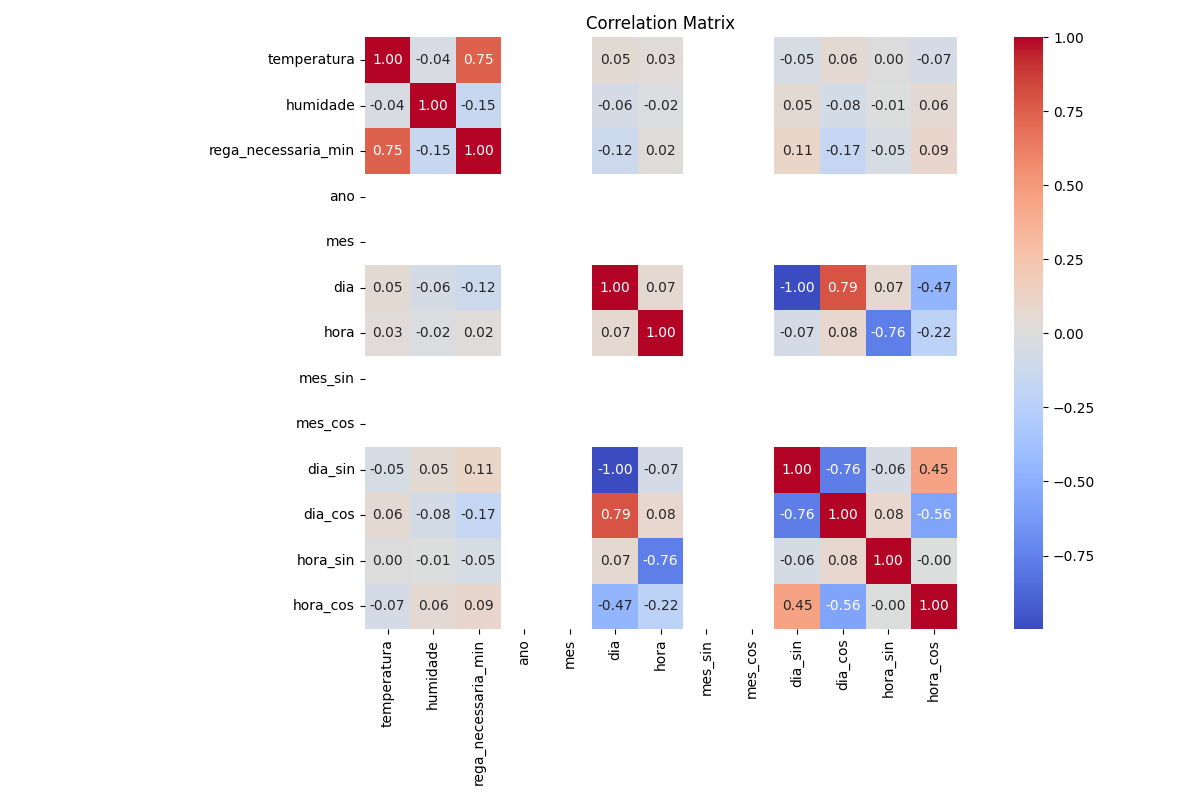 Correlation Matrix
temperatura 1.00 -0.04 0.75 0.05 0.03 -0.05 0.06 0.00 -0.07
humidade -0.04 1.00 -0.15 -0.06 -0.02 0.05 -0.08 -0.01 0.06
rega_necessaria_min 0.75 -0.15 1.00 -0.12 0.02 0.11 -0.17 -0.05 0.09
ano
mes
dia 0.05 -0.06 -0.12 1.00 0.07 -1.00 0.79 0.07 -0.47
hora 0.03 -0.02 0.02 0.07 1.00 -0.07 0.08 -0.76 -0.22
mes_sin
mes_cos
dia_sin -0.05 0.05 0.11 -1.00 -0.07 1.00 -0.76 -0.06 0.45
dia_cos 0.06 -0.08 -0.17 0.79 0.08 -0.76 1.00 0.08 -0.56
hora_sin 0.00 -0.01 -0.05 0.07 -0.76 -0.06 0.08 1.00 -0.00
hora_cos -0.07 0.06 0.09 -0.47 -0.22 0.45 -0.56 -0.00 1.00
temperatura
humidade
rega_necessaria_min
ano
mes
dia
hora
mes_sin
mes_cos
dia_sin
dia_cos
hora_sin
hora_cos
1.00
0.75
0.50
0.25
0.00
−0.25
−0.50
−0.75